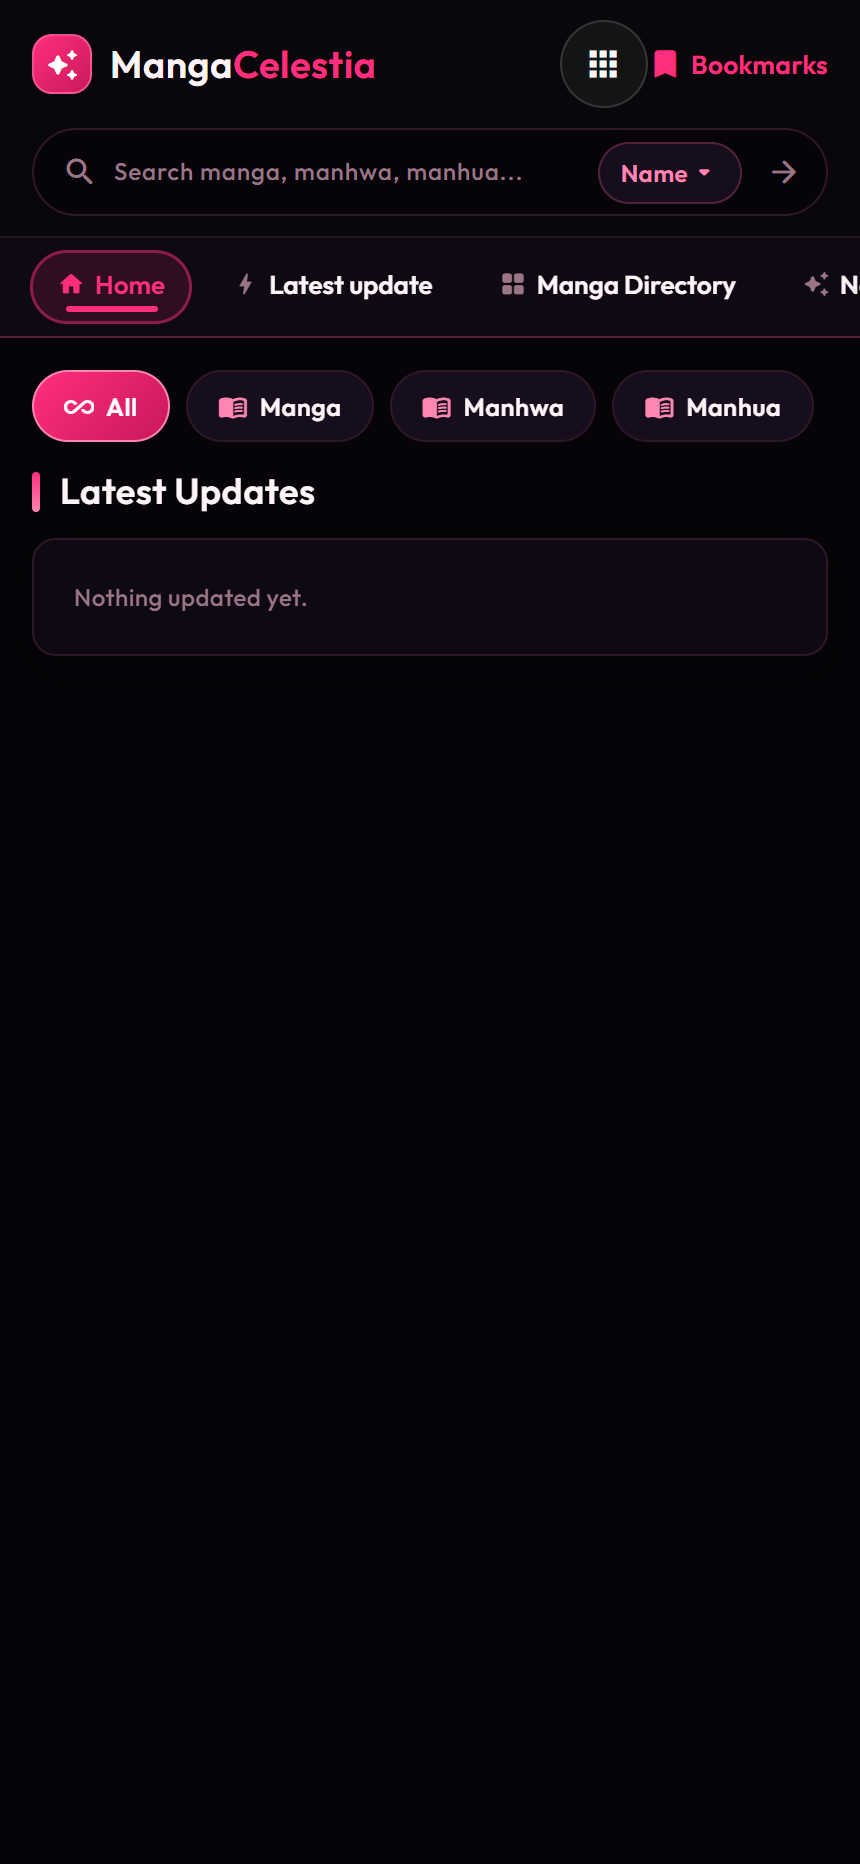 MangaCelestia
Bookmarks
Search manga, manhwa, manhua...
Name
Home
Latest update
Manga Directory
All
Manga
Manhwa
Manhua
Latest Updates
Nothing updated yet.